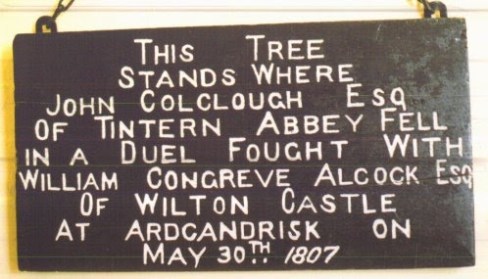 THIS TREE
STANDS WHERE
JOHN COLCLOUGH ESQ
OF TINTERN ABBEY FELL
IN A DUEL FOUGHT WITH
WILLIAM CONGREVE ALCOCK ESQ
OF WILTON CASTLE
AT ARDCANDRISK ON
MAY 30TH 1807